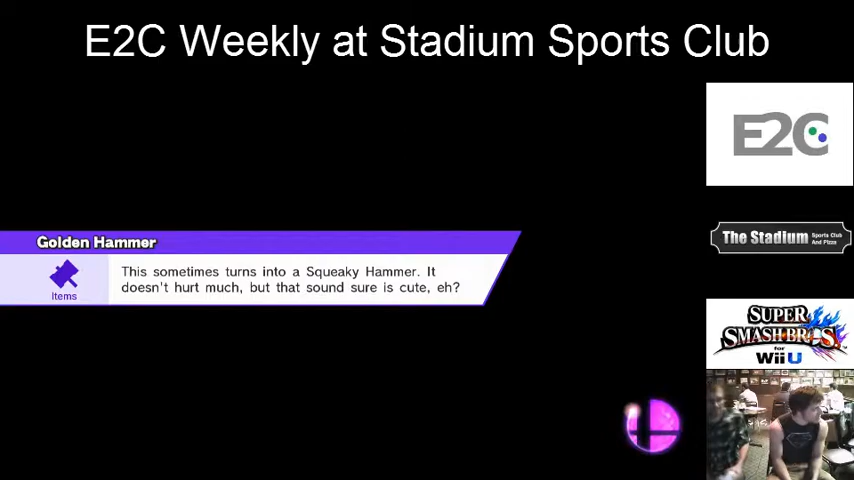 E2C Weekly at Stadium Sports Club
E2C
Golden Hammer
This sometimes turns into a Squeaky Hammer. It
doesn't hurt much, but that sound sure is cute, eh?
Items
The Stadium Sports Club
And Pizza
SUPER
SMASH BROS.
for
Wii U